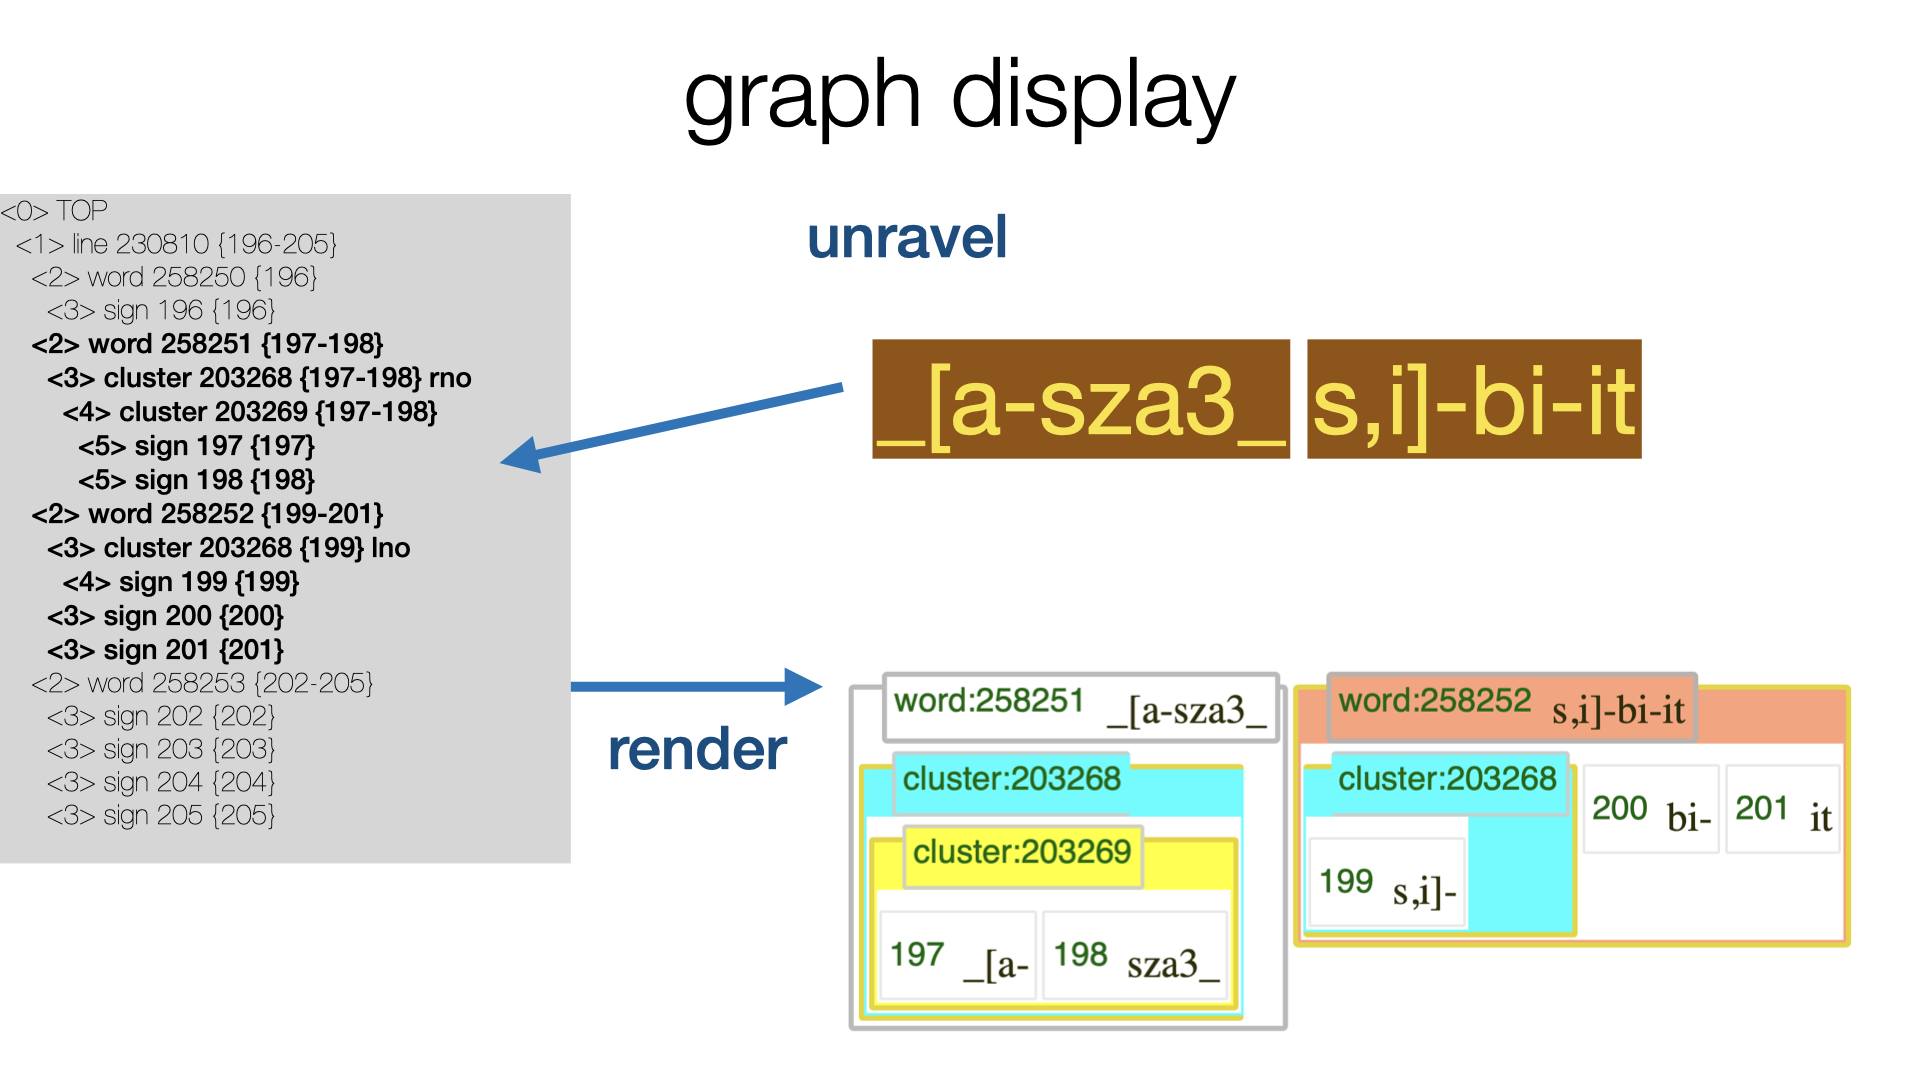 graph display
<0> TOP
<1> line 230810 {196-205}
<2> word 258250 {196}
<3> sign 196 {196}
<2> word 258251 {197-198}
<3> cluster 203268 {197-198} rno
<4> cluster 203269 {197-198}
<5> sign 197 {197}
<5> sign 198 {198}
<2> word 258252 {199-201}
<3> cluster 203268 {199} lno
<4> sign 199 {199}
<3> sign 200 {200}
<3> sign 201 {201}
<2> word 258253 {202-205}
<3> sign 202 {202}
<3> sign 203 {203}
<3> sign 204 {204}
<3> sign 205 {205}
unravel
_[a-sza3_ s,i]-bi-it
render
word:258251 _[a-sza3_
cluster:203268
cluster:203269
197 _[a- 198 sza3_
word:258252 s,i]-bi-it
cluster:203268
199 s,i]-
200 bi- 201 it